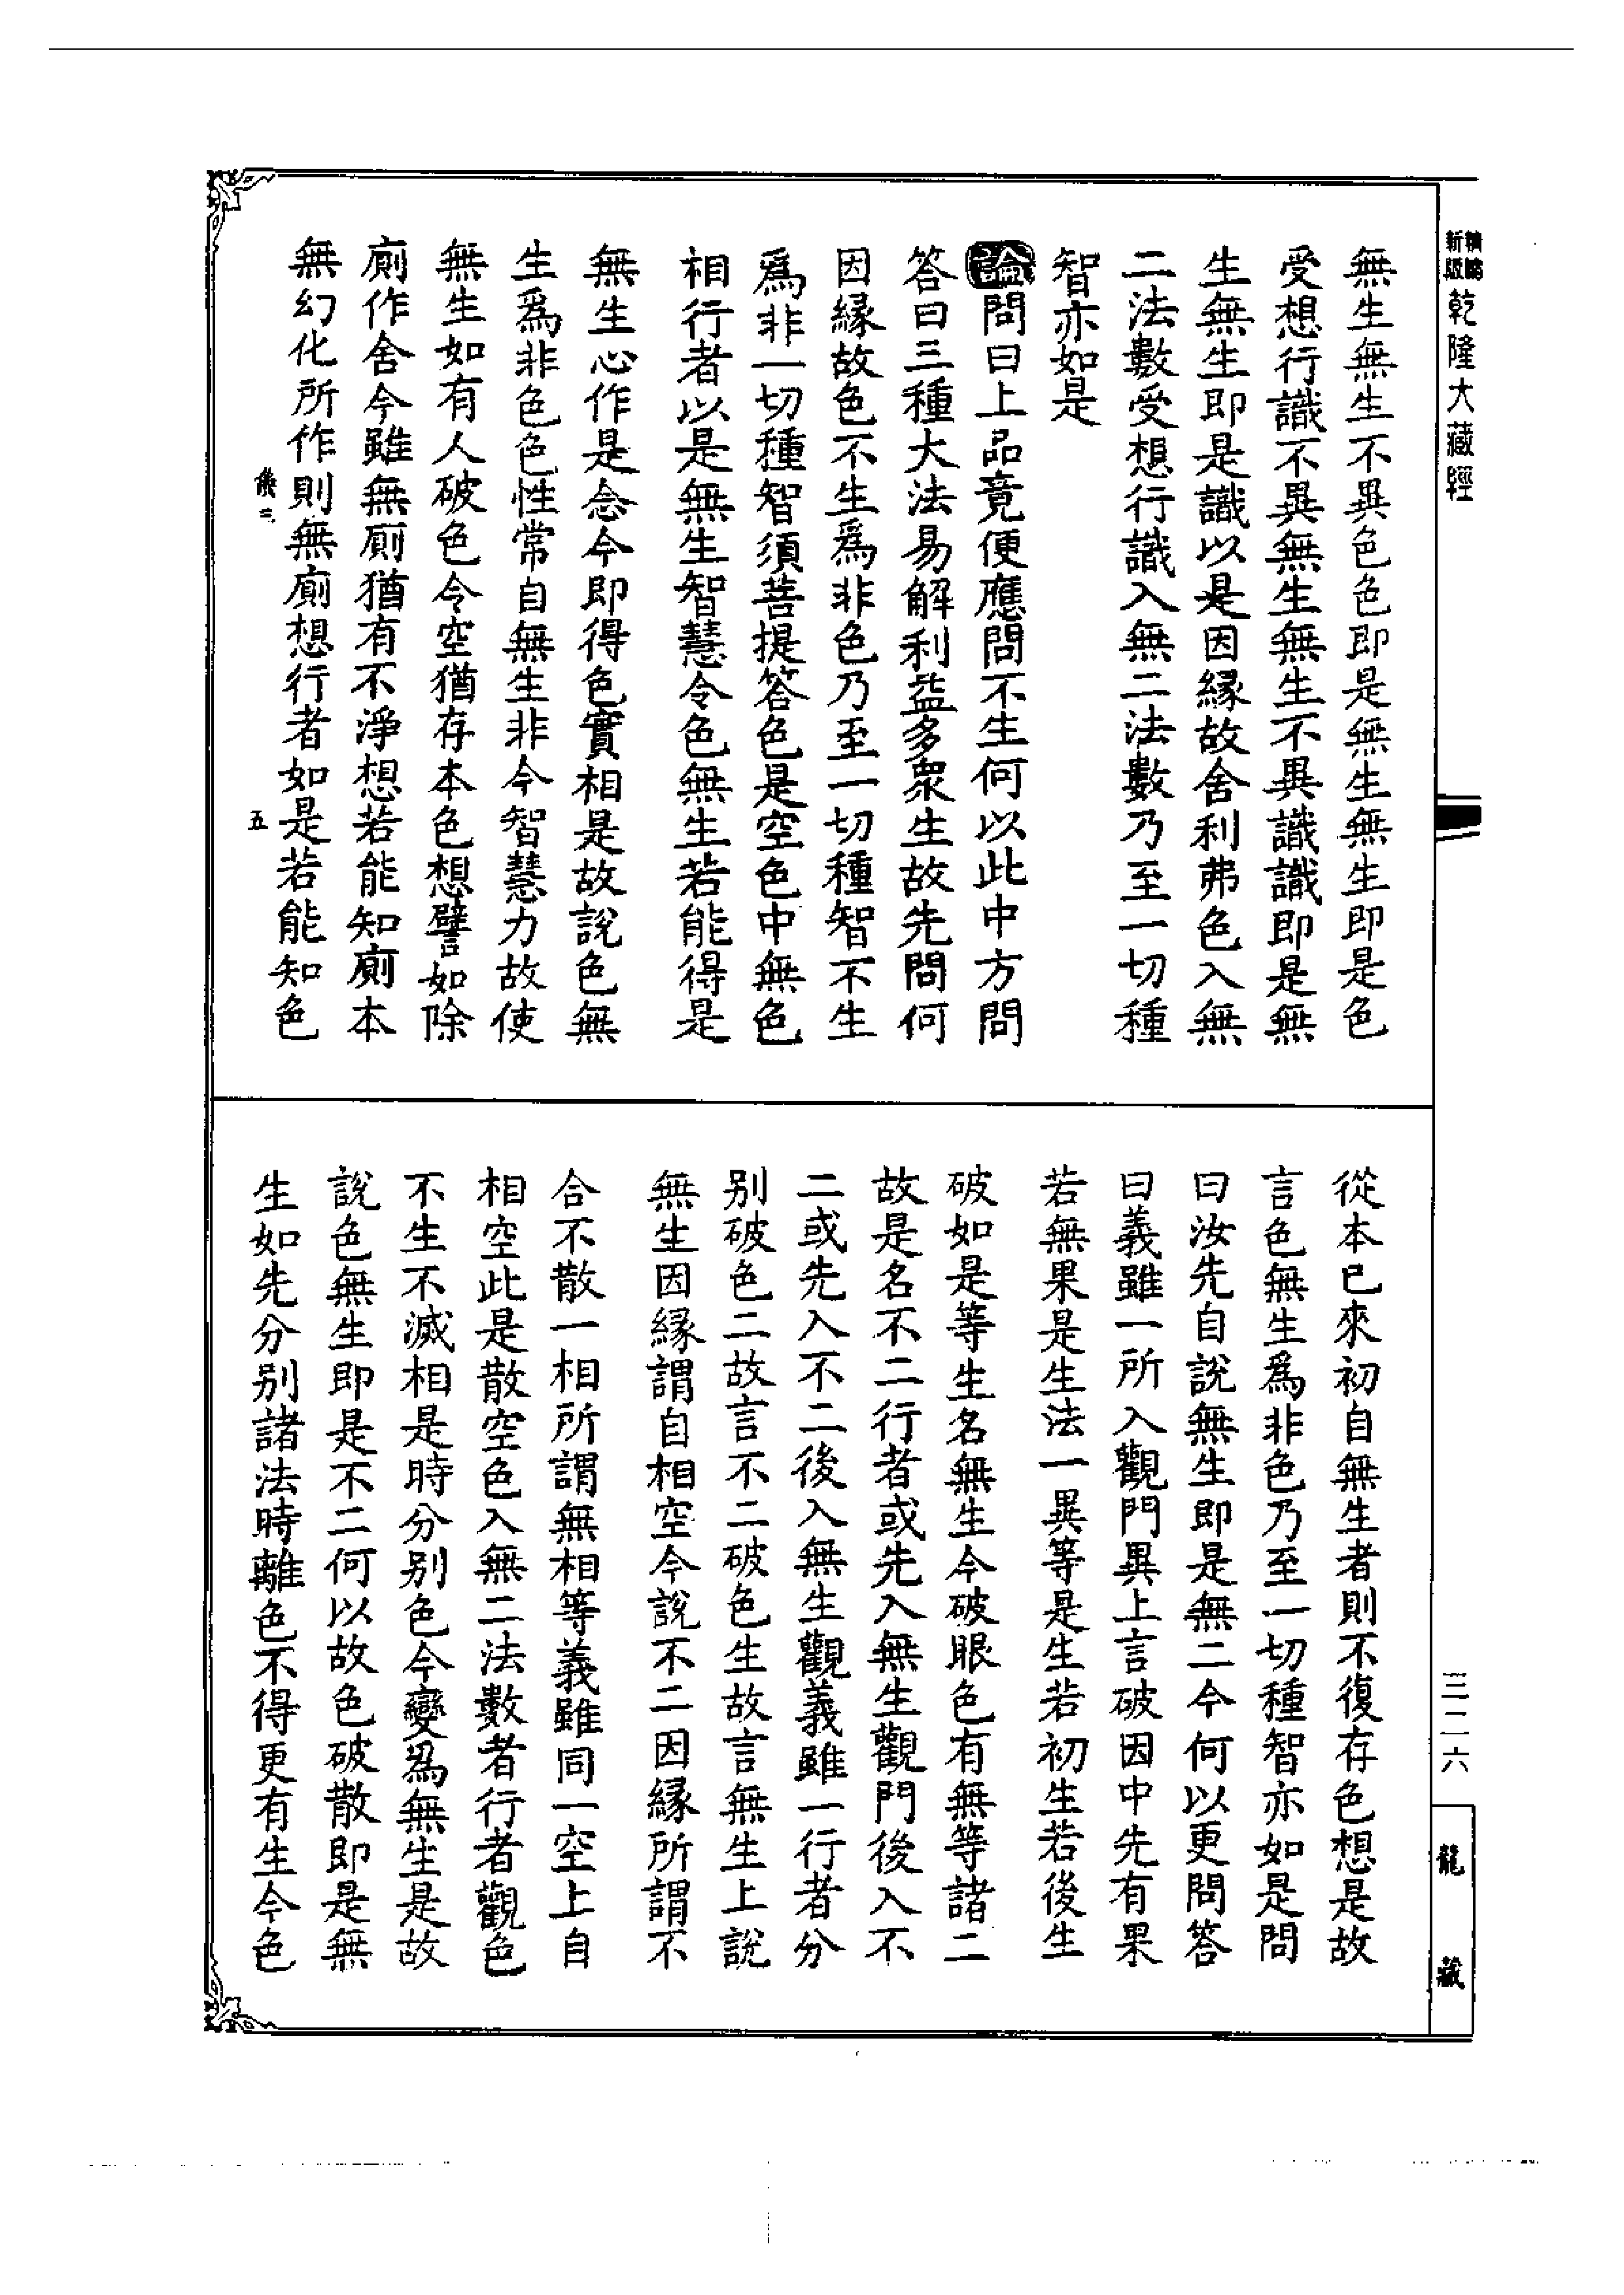 新版
乾隆大藏經
無生無生不異色色即是無生無生即是色
受想行識不異無生無生不異識識即是無
生無生即是識以是因緣故舍利弗色入無
二法數受想行識入無二法數乃至一切種
智亦如是
論問曰上品竟便應問不生何以此中方問
答曰三種大法易解利益多衆生故先問何
因緣故色不生爲非色乃至一切種智不生
爲非一切種智須菩提答色是空色中無色
相行者以是無生智慧令色無生若能得是
無生心作是念今即得色實相是故說色無
生爲非色色性常自無生非今智慧力故使
無生如有人破色令空猶存本色想譬如除
廁作舍今雖無廁猶有不淨想若能知廁本
無幻化所作則無廁想行者如是若能知色
五
從本已來初自無生者則不復存色想是故
言色無生爲非色乃至一切種智亦如是問
曰汝先自說無生即是無二今何以更問答
曰義雖一所入觀門異上言破因中先有果
若無果是生法一異等是生若初生若後生
破如是等生名無生今破眼色有無等諸二
故是名不二行者或先入無生觀門後入不
二或先入不二後入無生觀義雖一行者分
別破色二故言不二破色生故言無生上說
無生因緣謂自相空今說不二因緣所謂不
合不散一相所謂無相等義雖同一空上自
相空此是散空色入無二法數者行者觀色
不生不滅相是時分別色今變爲無生是故
說色無生即是不二何以故色破散即是無
生如先分別諸法時離色不得更有生今色
三二六
龍藏